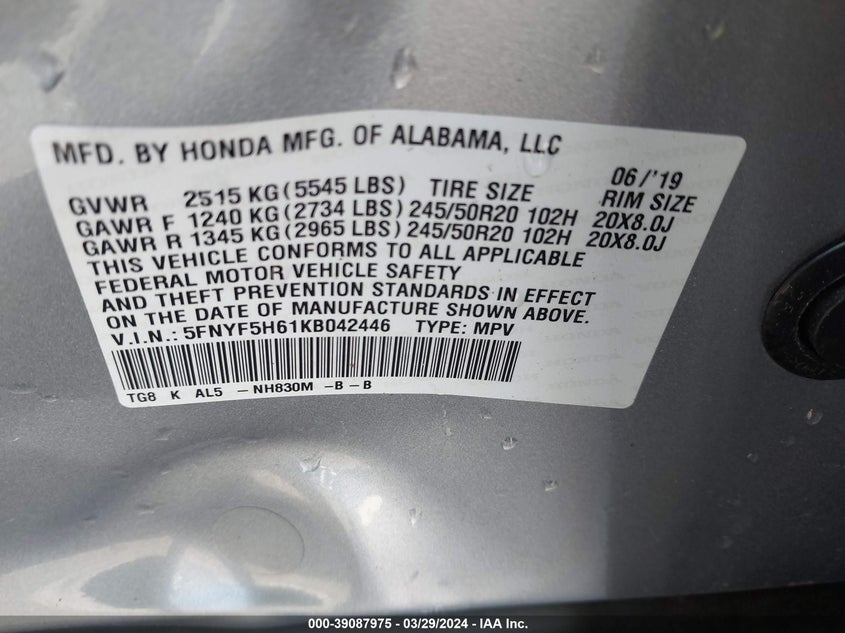 MFD. BY HONDA MFG. OF ALABAMA, LLC
06/'19
GVWR 2515 KG (5545 LBS) TIRE SIZE RIM SIZE
GAWR F 1240 KG (2734 LBS) 245/50R20 102H 20X8.0J
GAWR R 1345 KG (2965 LBS) 245/50R20 102H 20X8.0J
THIS VEHICLE CONFORMS TO ALL APPLICABLE
FEDERAL MOTOR VEHICLE SAFETY
AND THEFT PREVENTION STANDARDS IN EFFECT
ON THE DATE OF MANUFACTURE SHOWN ABOVE.
V.I.N.: 5FNYF5H61KB042446 TYPE: MPV
TG8 K AL5 - NH830M - B - B
000-39087975 - 03/29/2024 - IAA Inc.